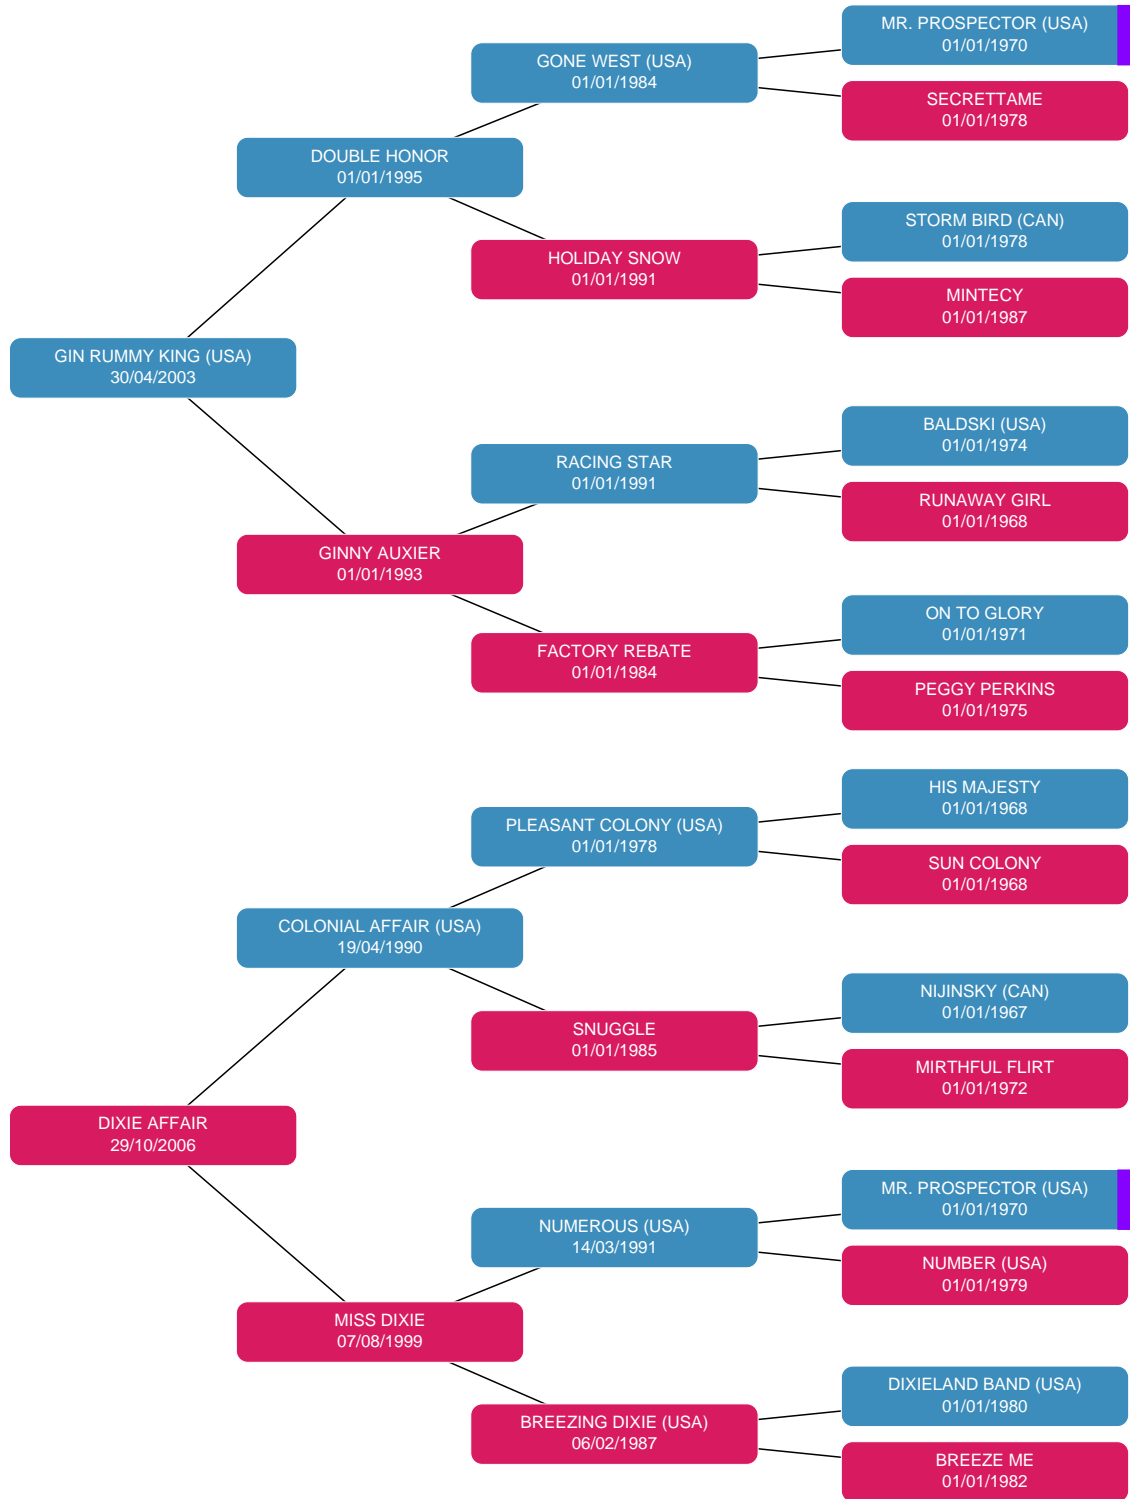 MR. PROSPECTOR (USA)
01/01/1970
GONE WEST (USA)
01/01/1984
SECRETTAME
01/01/1978
DOUBLE HONOR
01/01/1995
STORM BIRD (CAN)
01/01/1978
HOLIDAY SNOW
01/01/1991
MINTECY
01/01/1987
GIN RUMMY KING (USA)
30/04/2003
BALDSKI (USA)
01/01/1974
RACING STAR
01/01/1991
RUNAWAY GIRL
01/01/1968
GINNY AUXIER
01/01/1993
ON TO GLORY
01/01/1971
FACTORY REBATE
01/01/1984
PEGGY PERKINS
01/01/1975
HIS MAJESTY
01/01/1968
PLEASANT COLONY (USA)
01/01/1978
SUN COLONY
01/01/1968
COLONIAL AFFAIR (USA)
19/04/1990
NIJINSKY (CAN)
01/01/1967
SNUGGLE
01/01/1985
MIRTHFUL FLIRT
01/01/1972
DIXIE AFFAIR
29/10/2006
MR. PROSPECTOR (USA)
01/01/1970
NUMEROUS (USA)
14/03/1991
NUMBER (USA)
01/01/1979
MISS DIXIE
07/08/1999
DIXIELAND BAND (USA)
01/01/1980
BREEZING DIXIE (USA)
06/02/1987
BREEZE ME
01/01/1982